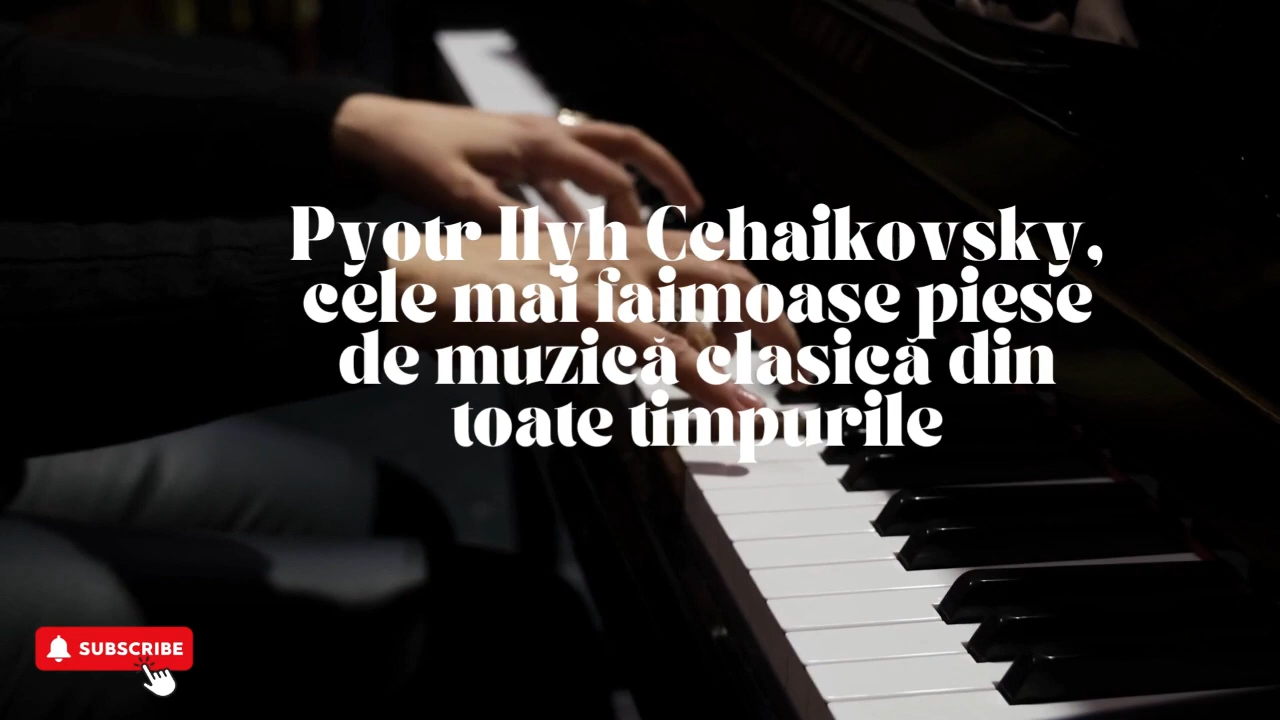 Pyotr Ilyh Cchaikovsky,
cele mai faimoase piese
de muzică clasică din
toate timpurile
SUBSCRIBE